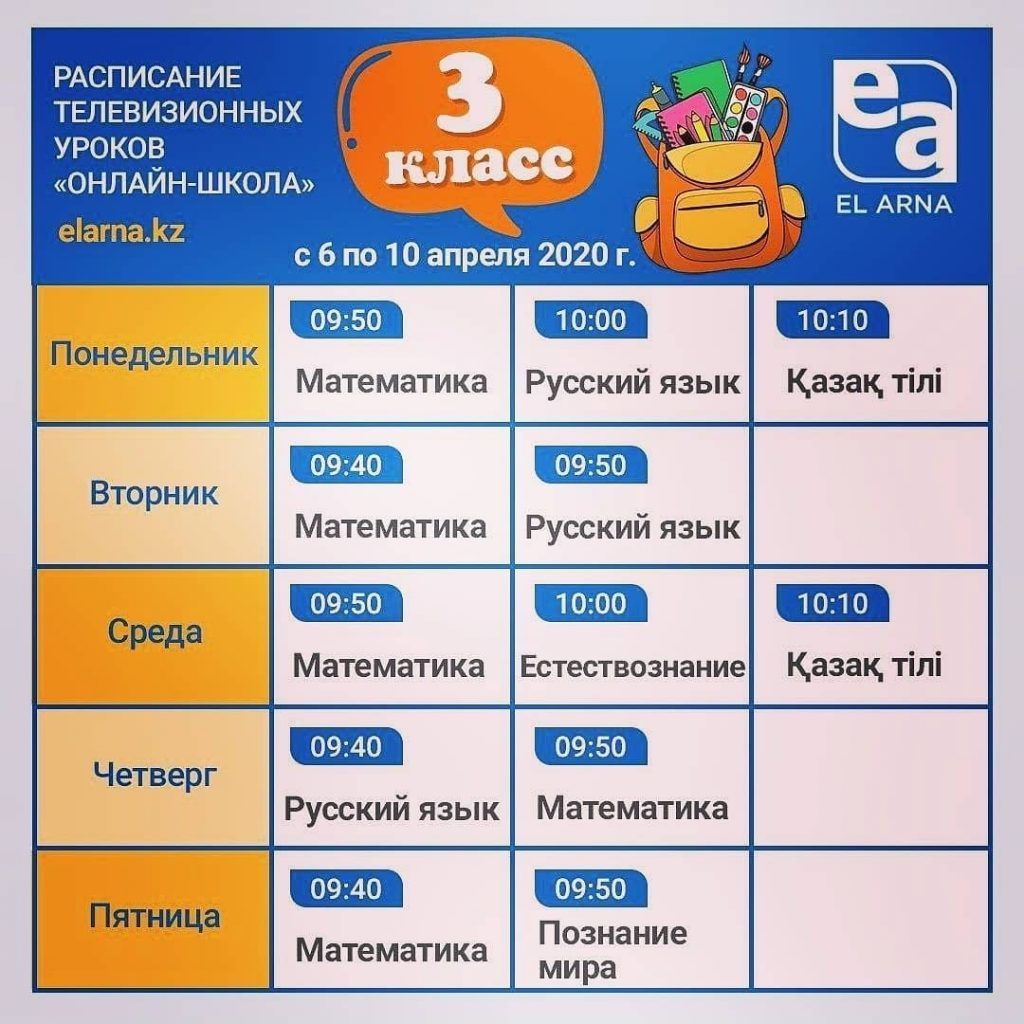 РАСПИСАНИЕ
ТЕЛЕВИЗИОННЫХ
УРОКОВ
«ОНЛАЙН-ШКОЛА»
elarna.kz
3
класс
с 6 по 10 апреля 2020 г.
ea
EL ARNA
Понедельник
09:50
Математика
10:00
Русский язык
10:10
Қазақ тілі
Вторник
09:40
Математика
09:50
Русский язык
Среда
09:50
Математика
10:00
Естествознание
10:10
Қазақ тілі
Четверг
09:40
Русский язык
09:50
Математика
Пятница
09:40
Математика
09:50
Познание
мира